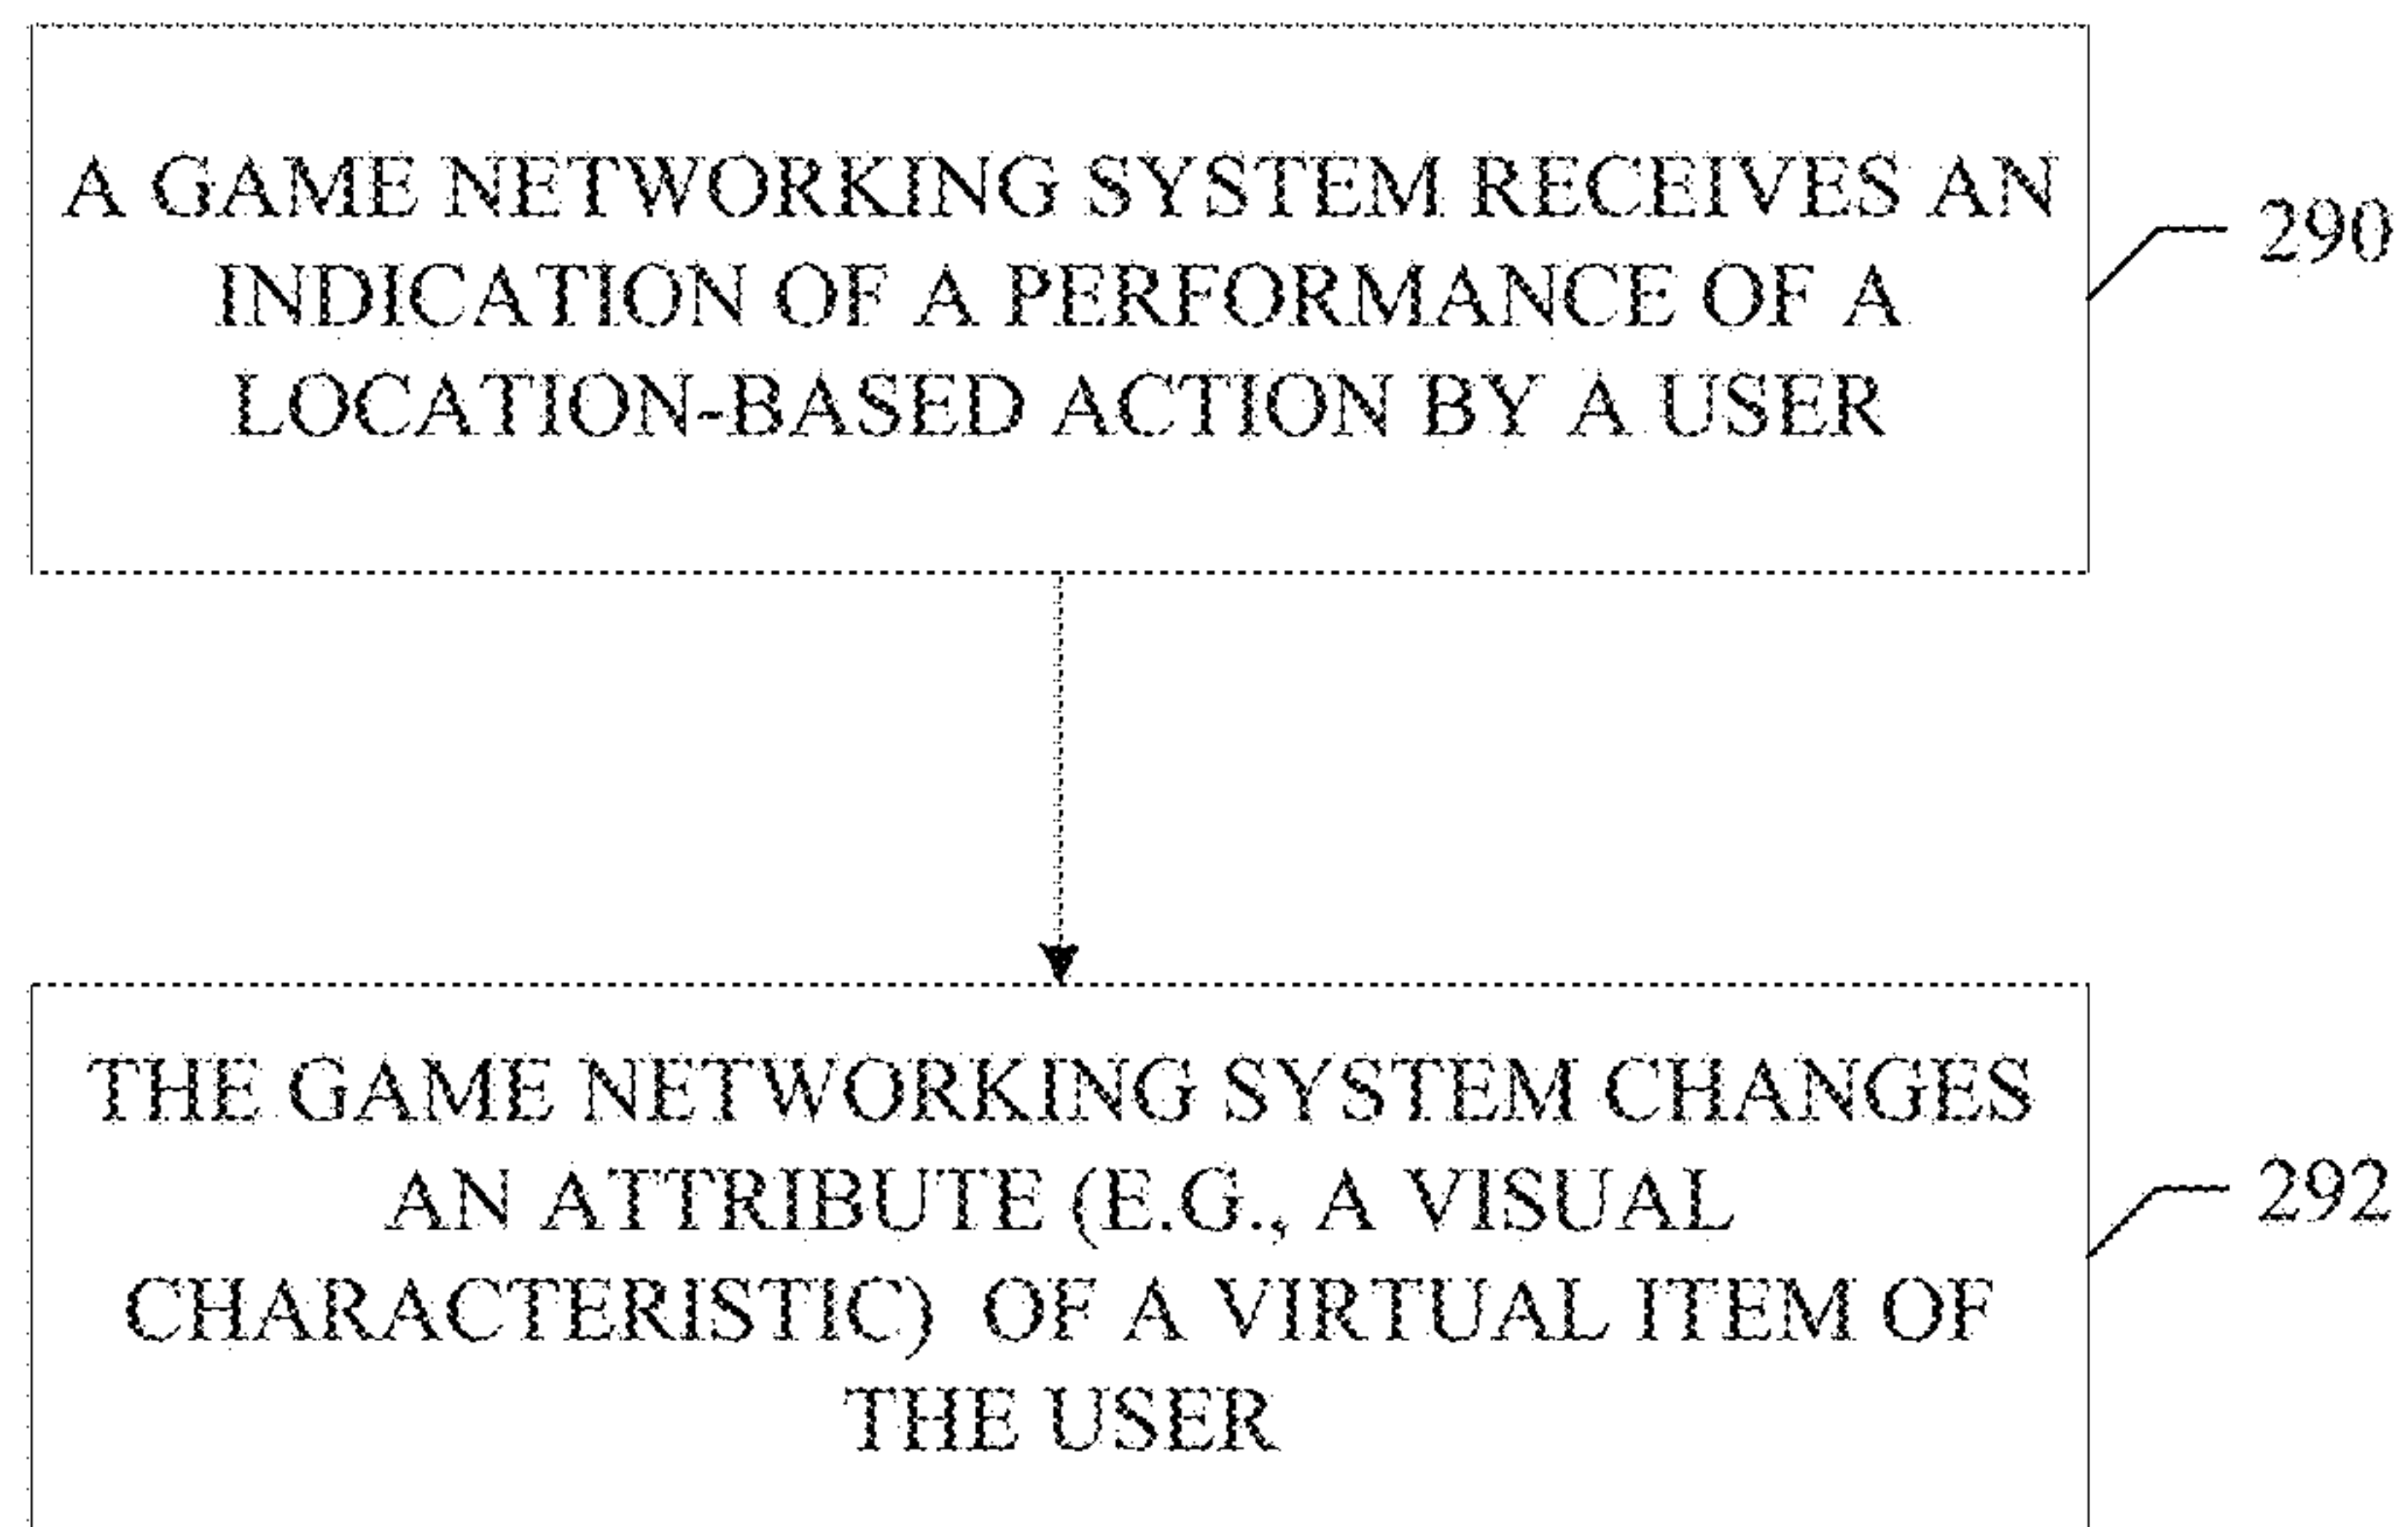 A GAME NETWORKING SYSTEM RECEIVES AN
INDICATION OF A PERFORMANCE OF A
LOCATION-BASED ACTION BY A USER
290
THE GAME NETWORKING SYSTEM CHANGES
AN ATTRIBUTE (E.G., A VISUAL
CHARACTERISTIC) OF A VIRTUAL ITEM OF
THE USER
292